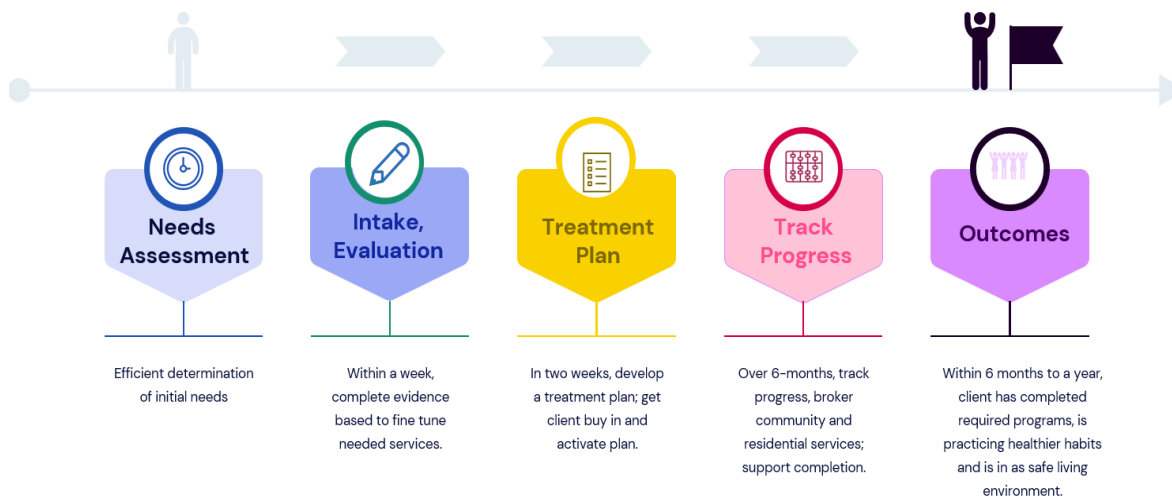 Needs
Assessment
Intake,
Evaluation
Treatment
Plan
Track
Progress
Outcomes
Efficient determination
of initial needs
Within a week,
complete evidence
based to fine tune
needed services.
In two weeks, develop
a treatment plan; get
client buy in and
activate plan.
Over 6-months, track
progress, broker
community and
residential services;
support completion.
Within 6 months to a year,
client has completed
required programs, is
practicing healthier habits
and is in as safe living
environment.